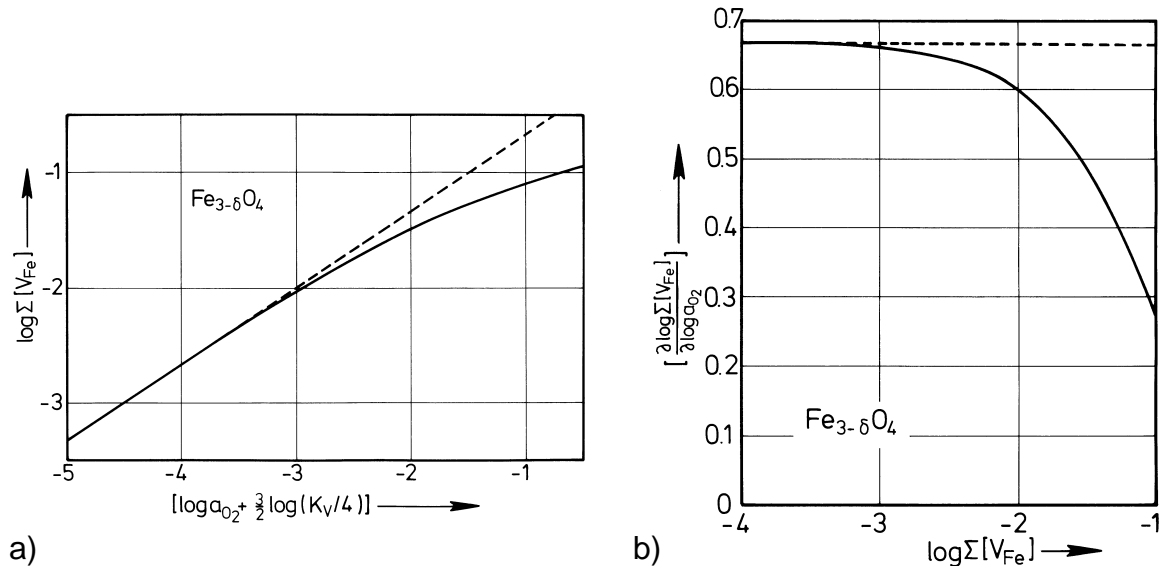 -1
-2
-3
log Σ [V_Fe]
Fe₃₋δO₄
-5 -4 -3 -2 -1
[log a_O₂ + 3/2 log (K_V/4)]
a)
0.7
0.6
0.5
0.4
0.3
0.2
0.1
0
[∂log Σ [V_Fe] / ∂log a_O₂]
Fe₃₋δO₄
-4 -3 -2 -1
log Σ [V_Fe]
b)